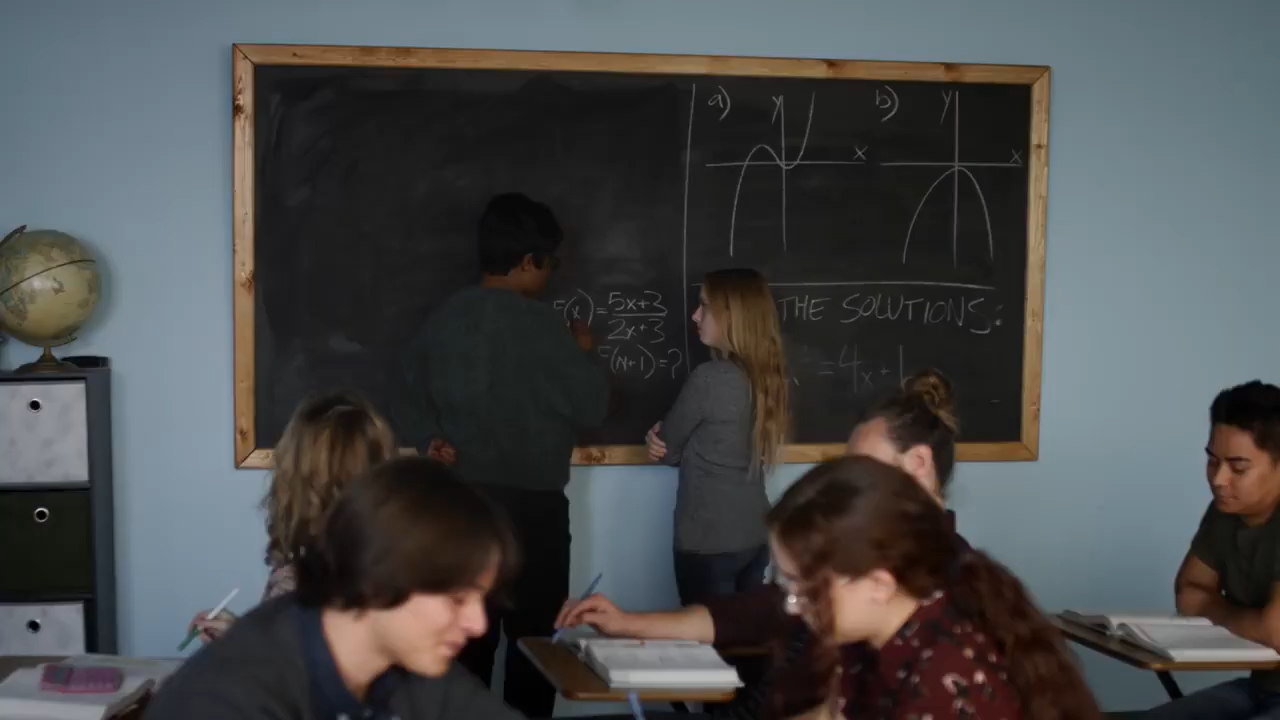 F(x) = 5x+3/2x+3
F(N+1)=?
a) y x
b) y x
THE SOLUTIONS:
=4x+1